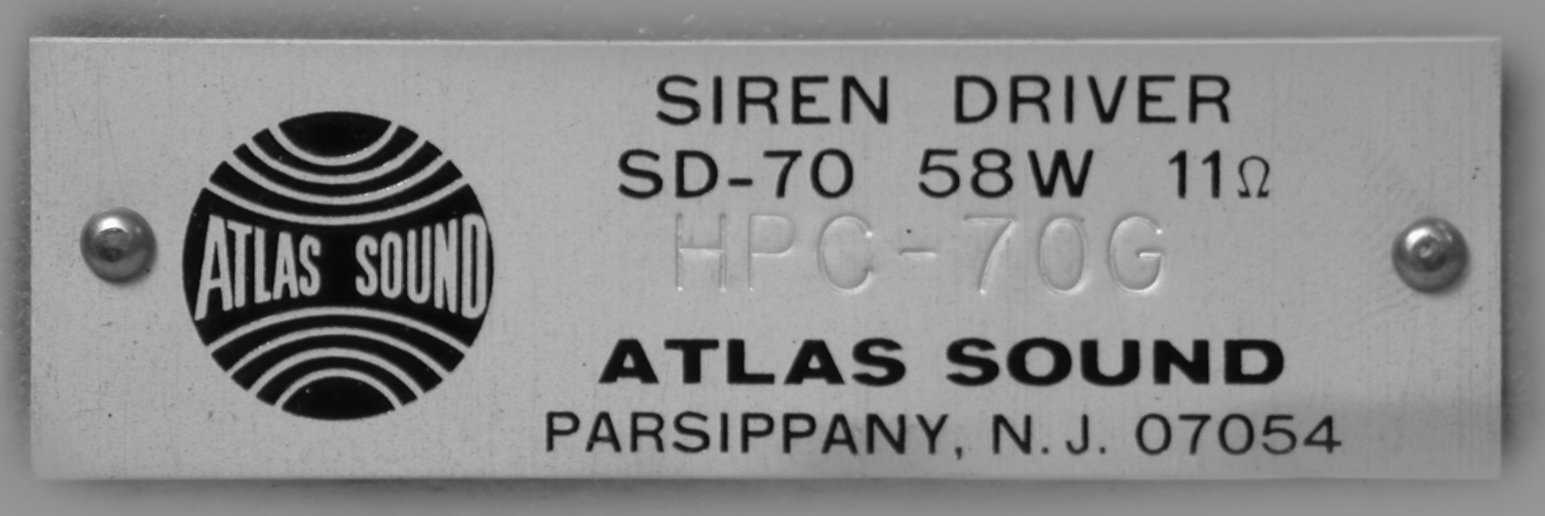 ATLAS SOUND
SIREN DRIVER
SD-70 58W 11Ω
HPC-70G
ATLAS SOUND
PARSIPPANY, N.J. 07054